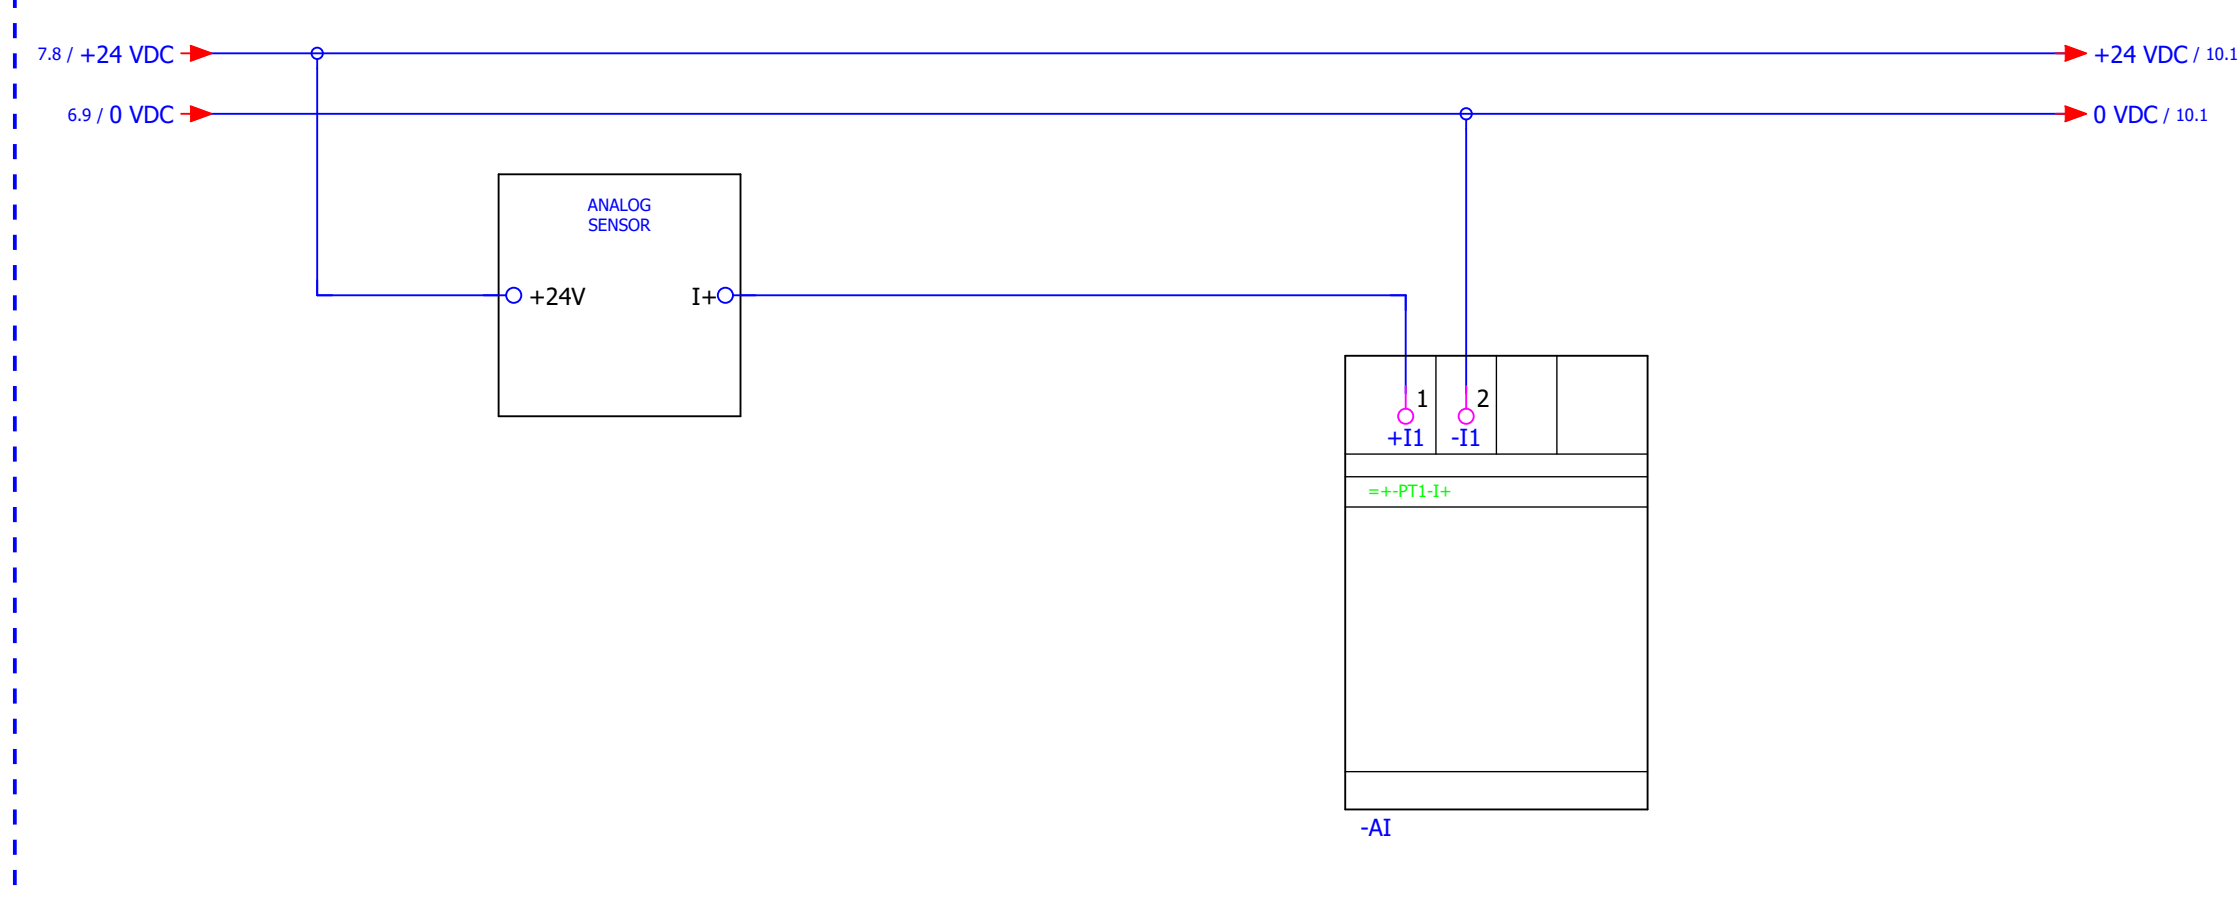 7.8 / +24 VDC
+24 VDC / 10.1
6.9 / 0 VDC
0 VDC / 10.1
ANALOG
SENSOR
+24V
I+
1
2
+I1
-I1
=+-PT1-I+
-AI